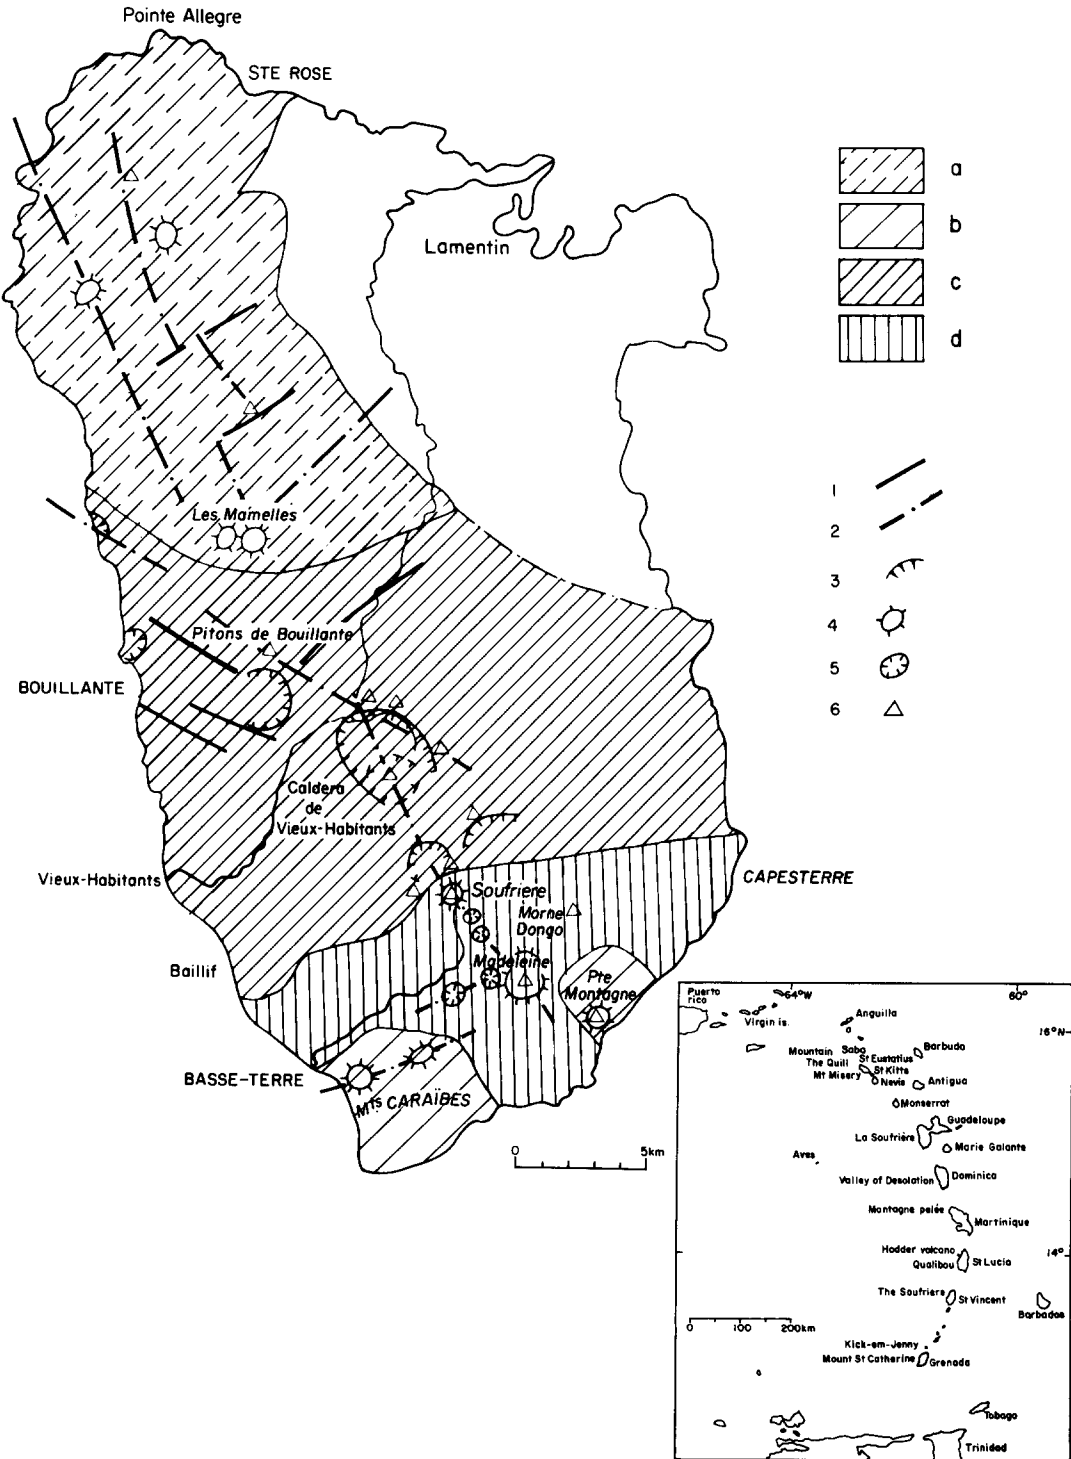 Pointe Allegre
STE ROSE
Lamentin
Les Mamelles
Pitons de Bouillante
BOUILLANTE
Caldera
de
Vieux-Habitants
Vieux-Habitants
Soufriere
CAPESTERRE
Morne
Dongo
Baillif
Madeleine
Pte
Montagne
BASSE-TERRE
Mts CARAÏBES
0 5km
a
b
c
d
1
2
3
4
5
6
Puerto
rico
64°W
60°
Virgin is.
Anguilla
16°N
Mountain Saba
The Quill St Eustatius
Mt Misery St Kitts
Nevis
Barbuda
Antigua
Monserrat
Guadeloupe
La Soufrière
Marie Galante
Aves
Valley of Desolation Dominica
Montagne pelée
Martinique
Hodder volcano
Qualibou St Lucia
14°
The Soufriere
St Vincent
Barbados
0 100 200km
Kick-em-Jenny
Mount St Catherine Grenada
Tobago
Trinidad